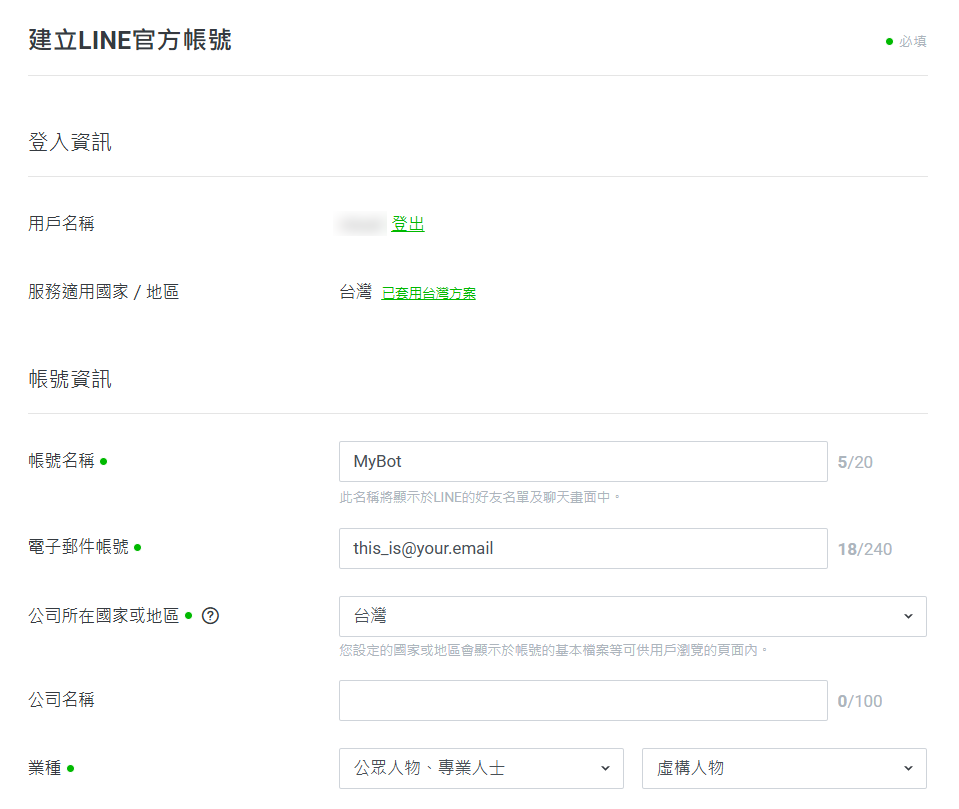 建立LINE官方帳號
必填
登入資訊
用戶名稱 登出
服務適用國家 / 地區 台灣 已套用台灣方案
帳號資訊
帳號名稱 MyBot 5/20
此名稱將顯示於LINE的好友名單及聊天畫面中。
電子郵件帳號 this_is@your.email 18/240
公司所在國家或地區 ? 台灣
您設定的國家或地區會顯示於帳號的基本檔案等可供用戶瀏覽的頁面內。
公司名稱 0/100
業種 公眾人物、專業人士 虛構人物